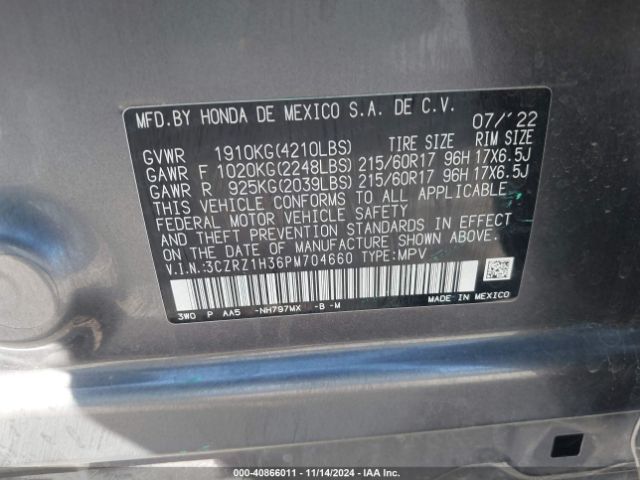 MFD.BY HONDA DE MEXICO S.A. DE C.V.
07/'22
TIRE SIZE RIM SIZE
GVWR 1910KG(4210LBS)
GAWR F 1020KG(2248LBS) 215/60R17 96H 17X6.5J
GAWR R 925KG(2039LBS) 215/60R17 96H 17X6.5J
THIS VEHICLE CONFORMS TO ALL APPLICABLE
FEDERAL MOTOR VEHICLE SAFETY
AND THEFT PREVENTION STANDARDS IN EFFECT
ON THE DATE OF MANUFACTURE SHOWN ABOVE.
V.I.N.:3CZRZ1H36PM704660 TYPE:MPV
3W0 P AA5 -NH797MX -B -M
MADE IN MEXICO
000-40866011 - 11/14/2024 - IAA Inc.